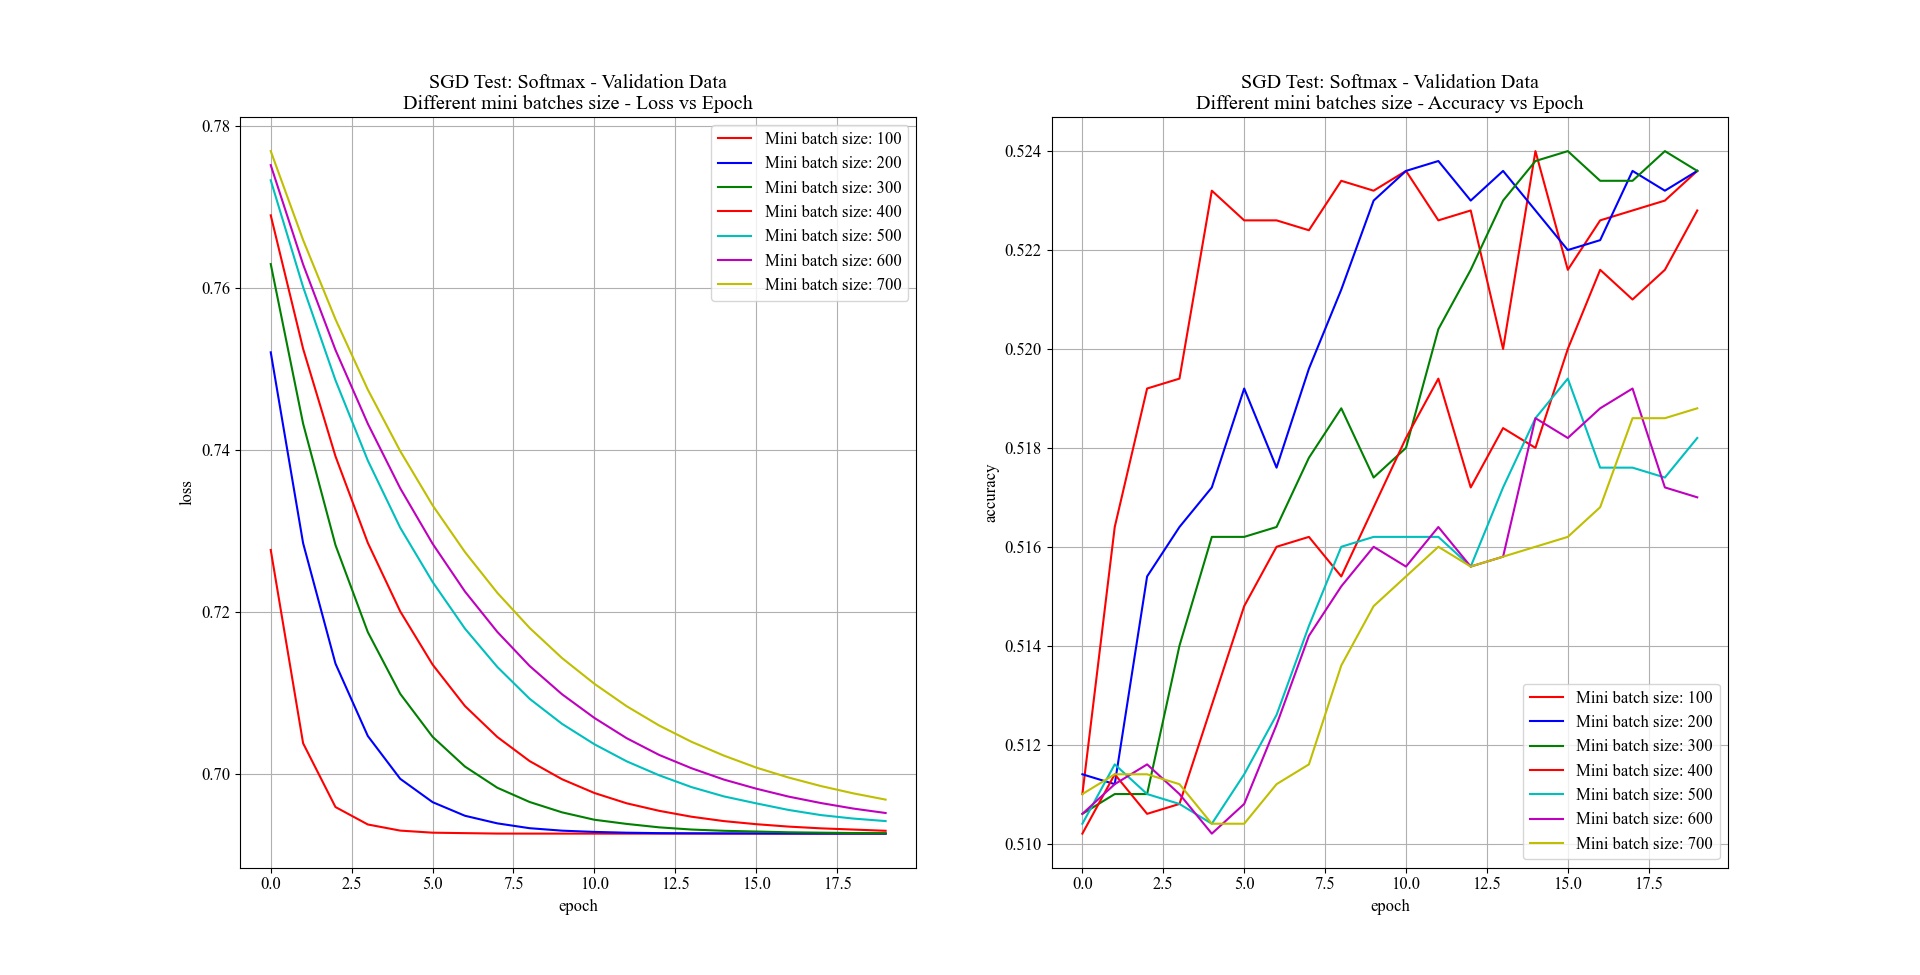 SGD Test: Softmax - Validation Data
Different mini batches size - Loss vs Epoch
0.78
0.76
0.74
0.72
0.70
loss
0.0 2.5 5.0 7.5 10.0 12.5 15.0 17.5
epoch
Mini batch size: 100
Mini batch size: 200
Mini batch size: 300
Mini batch size: 400
Mini batch size: 500
Mini batch size: 600
Mini batch size: 700
SGD Test: Softmax - Validation Data
Different mini batches size - Accuracy vs Epoch
0.524
0.522
0.520
0.518
0.516
0.514
0.512
0.510
accuracy
0.0 2.5 5.0 7.5 10.0 12.5 15.0 17.5
epoch
Mini batch size: 100
Mini batch size: 200
Mini batch size: 300
Mini batch size: 400
Mini batch size: 500
Mini batch size: 600
Mini batch size: 700